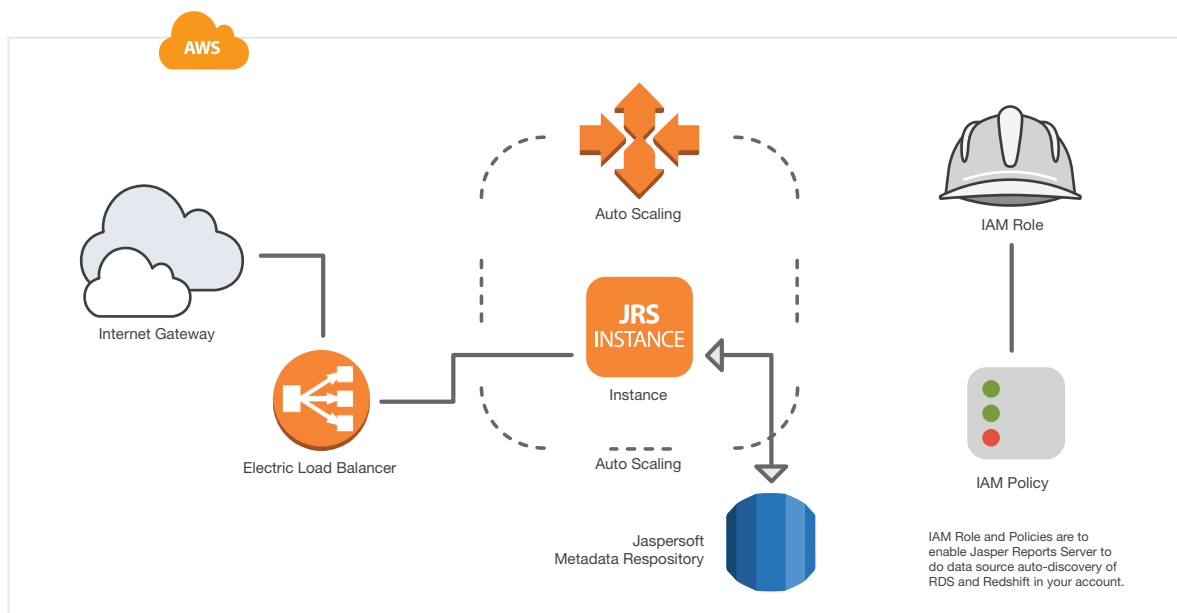 AWS
Auto Scaling
IAM Role
Internet Gateway
JRS
INSTANCE
Instance
Electric Load Balancer
Auto Scaling
IAM Policy
Jaspersoft
Metadata Respository
IAM Role and Policies are to
enable Jasper Reports Server to
do data source auto-discovery of
RDS and Redshift in your account.